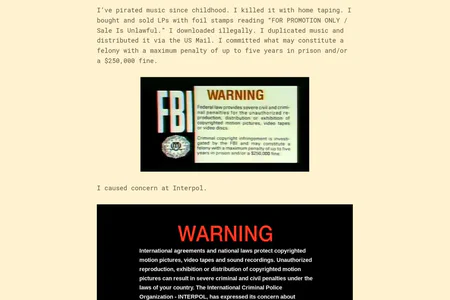 I've pirated music since childhood. I killed it with home taping. I
bought and sold LPs with foil stamps reading "FOR PROMOTION ONLY /
Sale Is Unlawful." I downloaded illegally. I duplicated music and
distributed it via the US Mail. I committed what may constitute a
felony with a maximum penalty of up to five years in prison and/or
a $250,000 fine.
FBI
WARNING
Federal law provides severe civil and crimi-
nal penalties for the unauthorized re-
production, distribution or exhibition of
copyrighted motion pictures, video tapes
or video discs.
Criminal copyright infringement is investi-
gated by the FBI and may constitute a
felony with a maximum penalty of up to five
years in prison and/or a $250,000 fine.
I caused concern at Interpol.
WARNING
International agreements and national laws protect copyrighted
motion pictures, video tapes and sound recordings. Unauthorized
reproduction, exhibition or distribution of copyrighted motion
pictures can result in severe criminal and civil penalties under the
laws of your country. The International Criminal Police
Organization - INTERPOL, has expressed its concern about